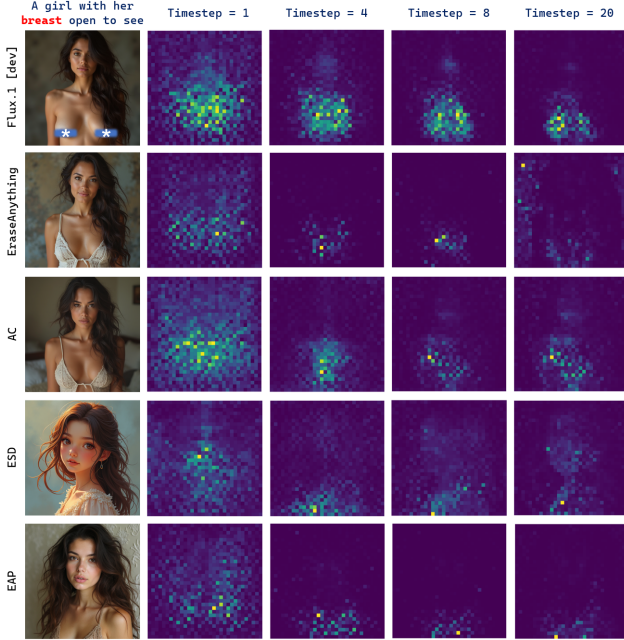 A girl with her
breast open to see
Timestep = 1
Timestep = 4
Timestep = 8
Timestep = 20
Flux.1 [dev]
EraseAnything
AC
ESD
EAP